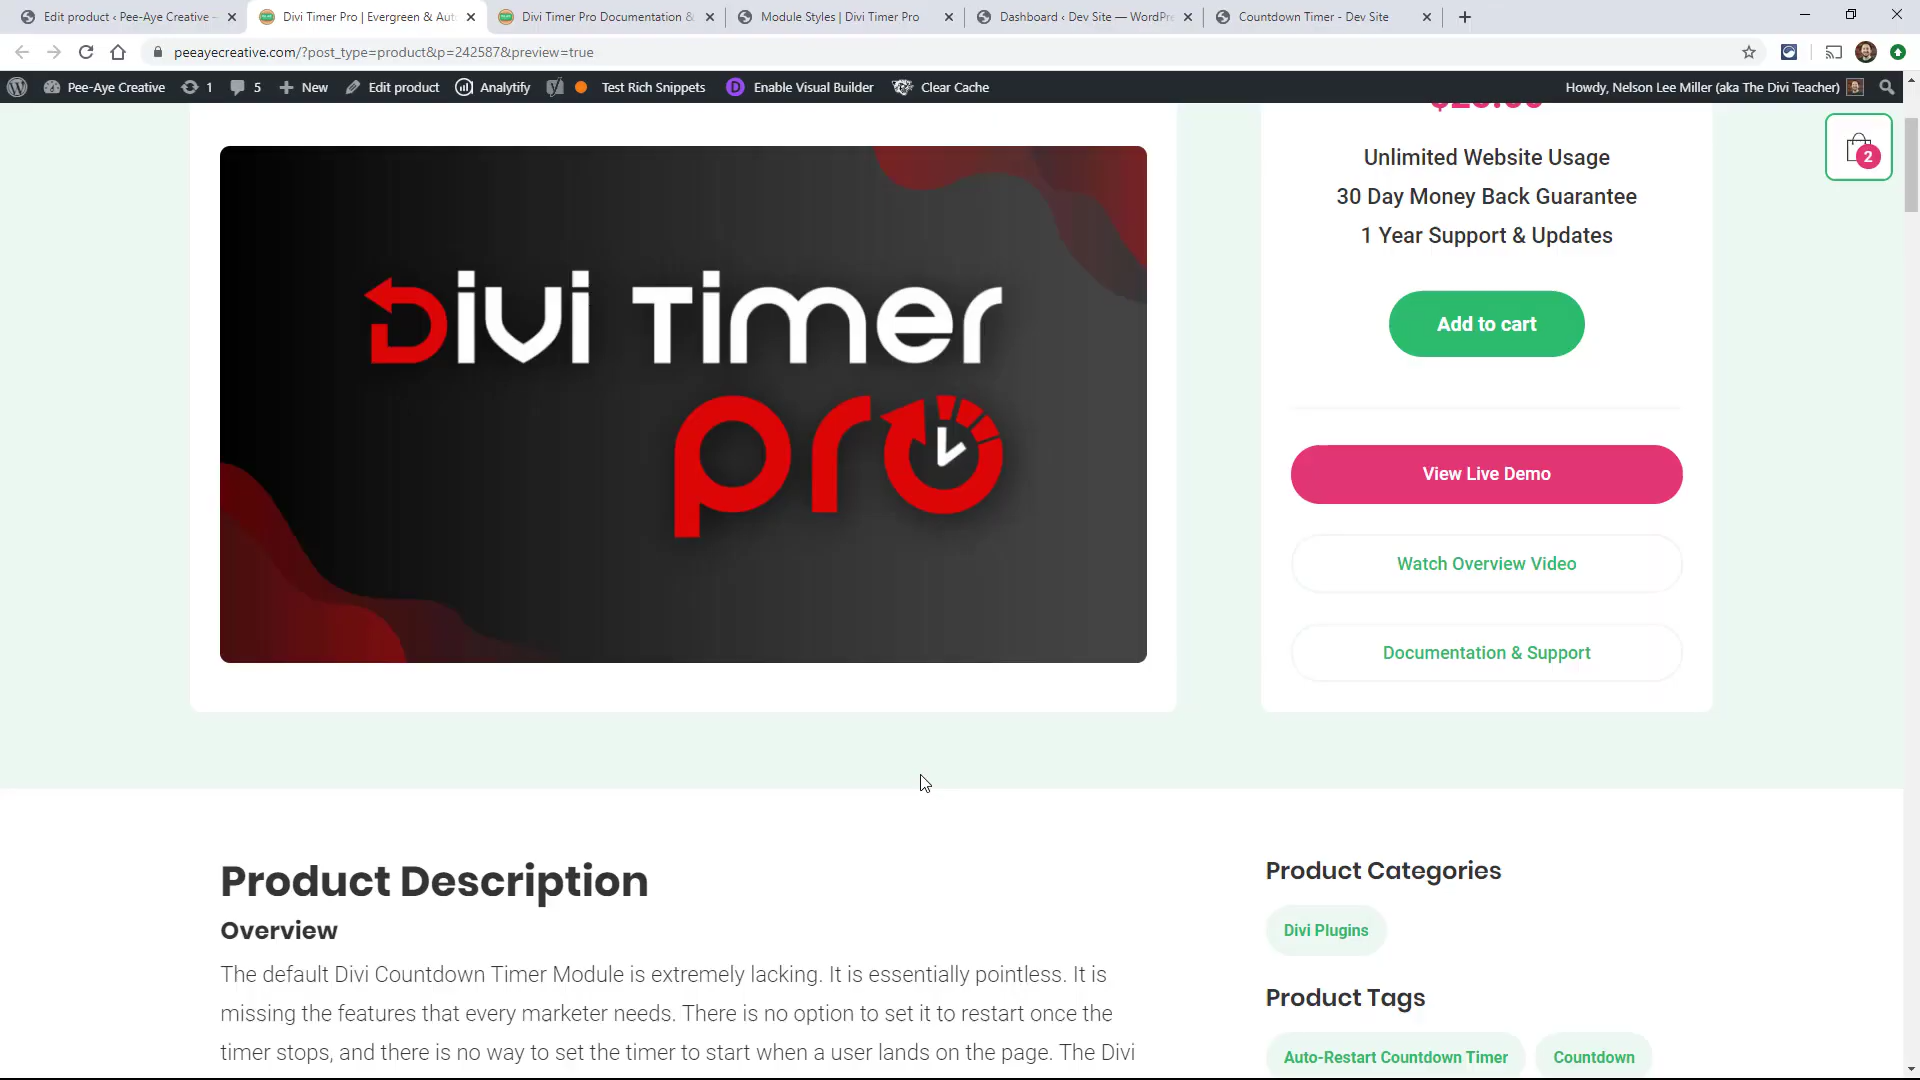 Edit product ‹ Pee-Aye Creative —
Divi Timer Pro | Evergreen & Aut
Divi Timer Pro Documentation &
Module Styles | Divi Timer Pro
Dashboard ‹ Dev Site — WordPre
Countdown Timer - Dev Site
peeayecreative.com/?post_type=product&p=242587&preview=true
Pee-Aye Creative
1
5
New
Edit product
Analytify
Test Rich Snippets
D
Enable Visual Builder
Clear Cache
Howdy, Nelson Lee Miller (aka The Divi Teacher)
2
Divi Timer
pro
Unlimited Website Usage
30 Day Money Back Guarantee
1 Year Support & Updates
Add to cart
View Live Demo
Watch Overview Video
Documentation & Support
Product Description
Overview
The default Divi Countdown Timer Module is extremely lacking. It is essentially pointless. It is
missing the features that every marketer needs. There is no option to set it to restart once the
timer stops, and there is no way to set the timer to start when a user lands on the page. The Divi
Product Categories
Divi Plugins
Product Tags
Auto-Restart Countdown Timer
Countdown